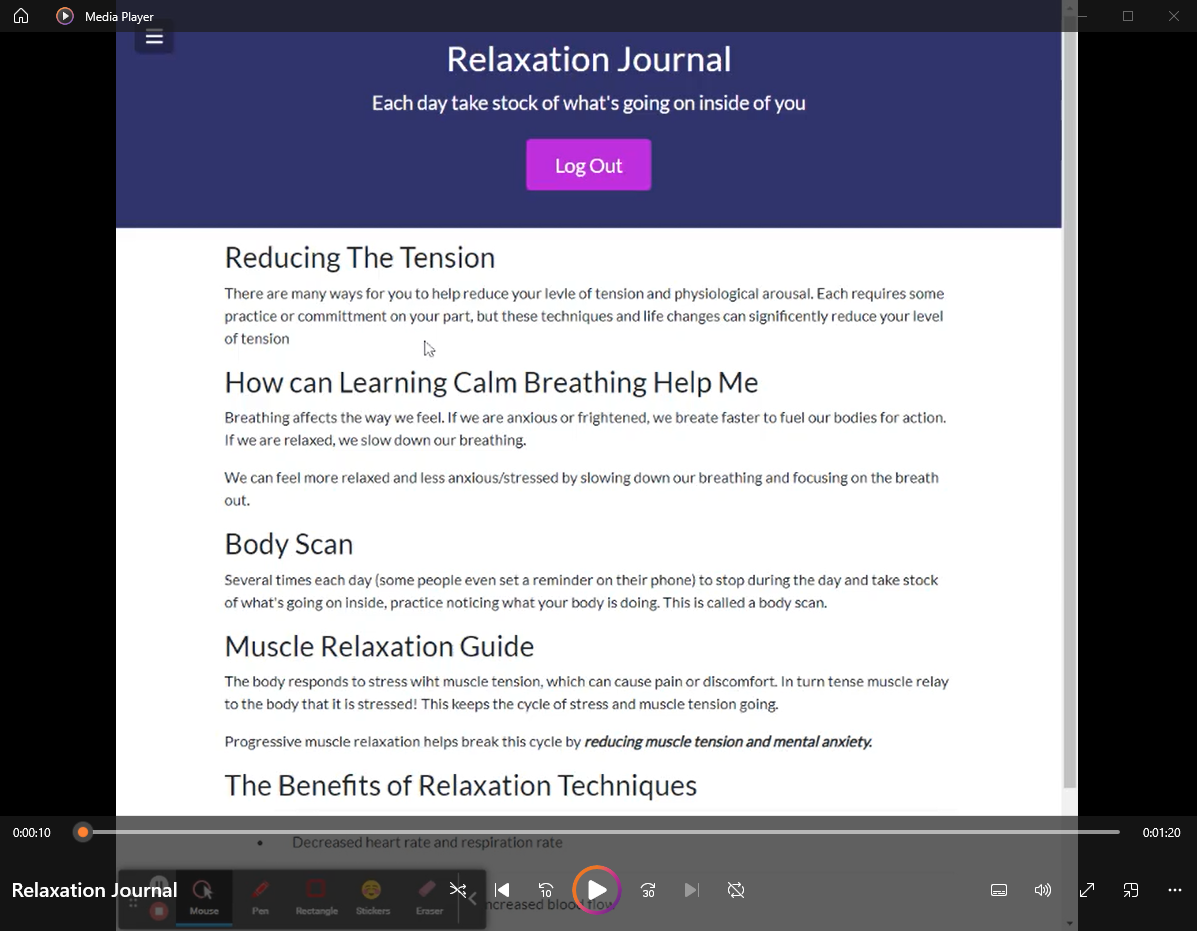 Media Player
Relaxation Journal
Each day take stock of what's going on inside of you
Log Out
Reducing The Tension
There are many ways for you to help reduce your levle of tension and physiological arousal. Each requires some
practice or committment on your part, but these techniques and life changes can significently reduce your level
of tension
How can Learning Calm Breathing Help Me
Breathing affects the way we feel. If we are anxious or frightened, we breate faster to fuel our bodies for action.
If we are relaxed, we slow down our breathing.
We can feel more relaxed and less anxious/stressed by slowing down our breathing and focusing on the breath
out.
Body Scan
Several times each day (some people even set a reminder on their phone) to stop during the day and take stock
of what's going on inside, practice noticing what your body is doing. This is called a body scan.
Muscle Relaxation Guide
The body responds to stress wiht muscle tension, which can cause pain or discomfort. In turn tense muscle relay
to the body that it is stressed! This keeps the cycle of stress and muscle tension going.
Progressive muscle relaxation helps break this cycle by reducing muscle tension and mental anxiety.
The Benefits of Relaxation Techniques
0:00:10
0:01:20
• Decreased heart rate and respiration rate
Relaxation Journal
Mouse Pen Rectangle Stickers Eraser
10
30
ncreased blood flow